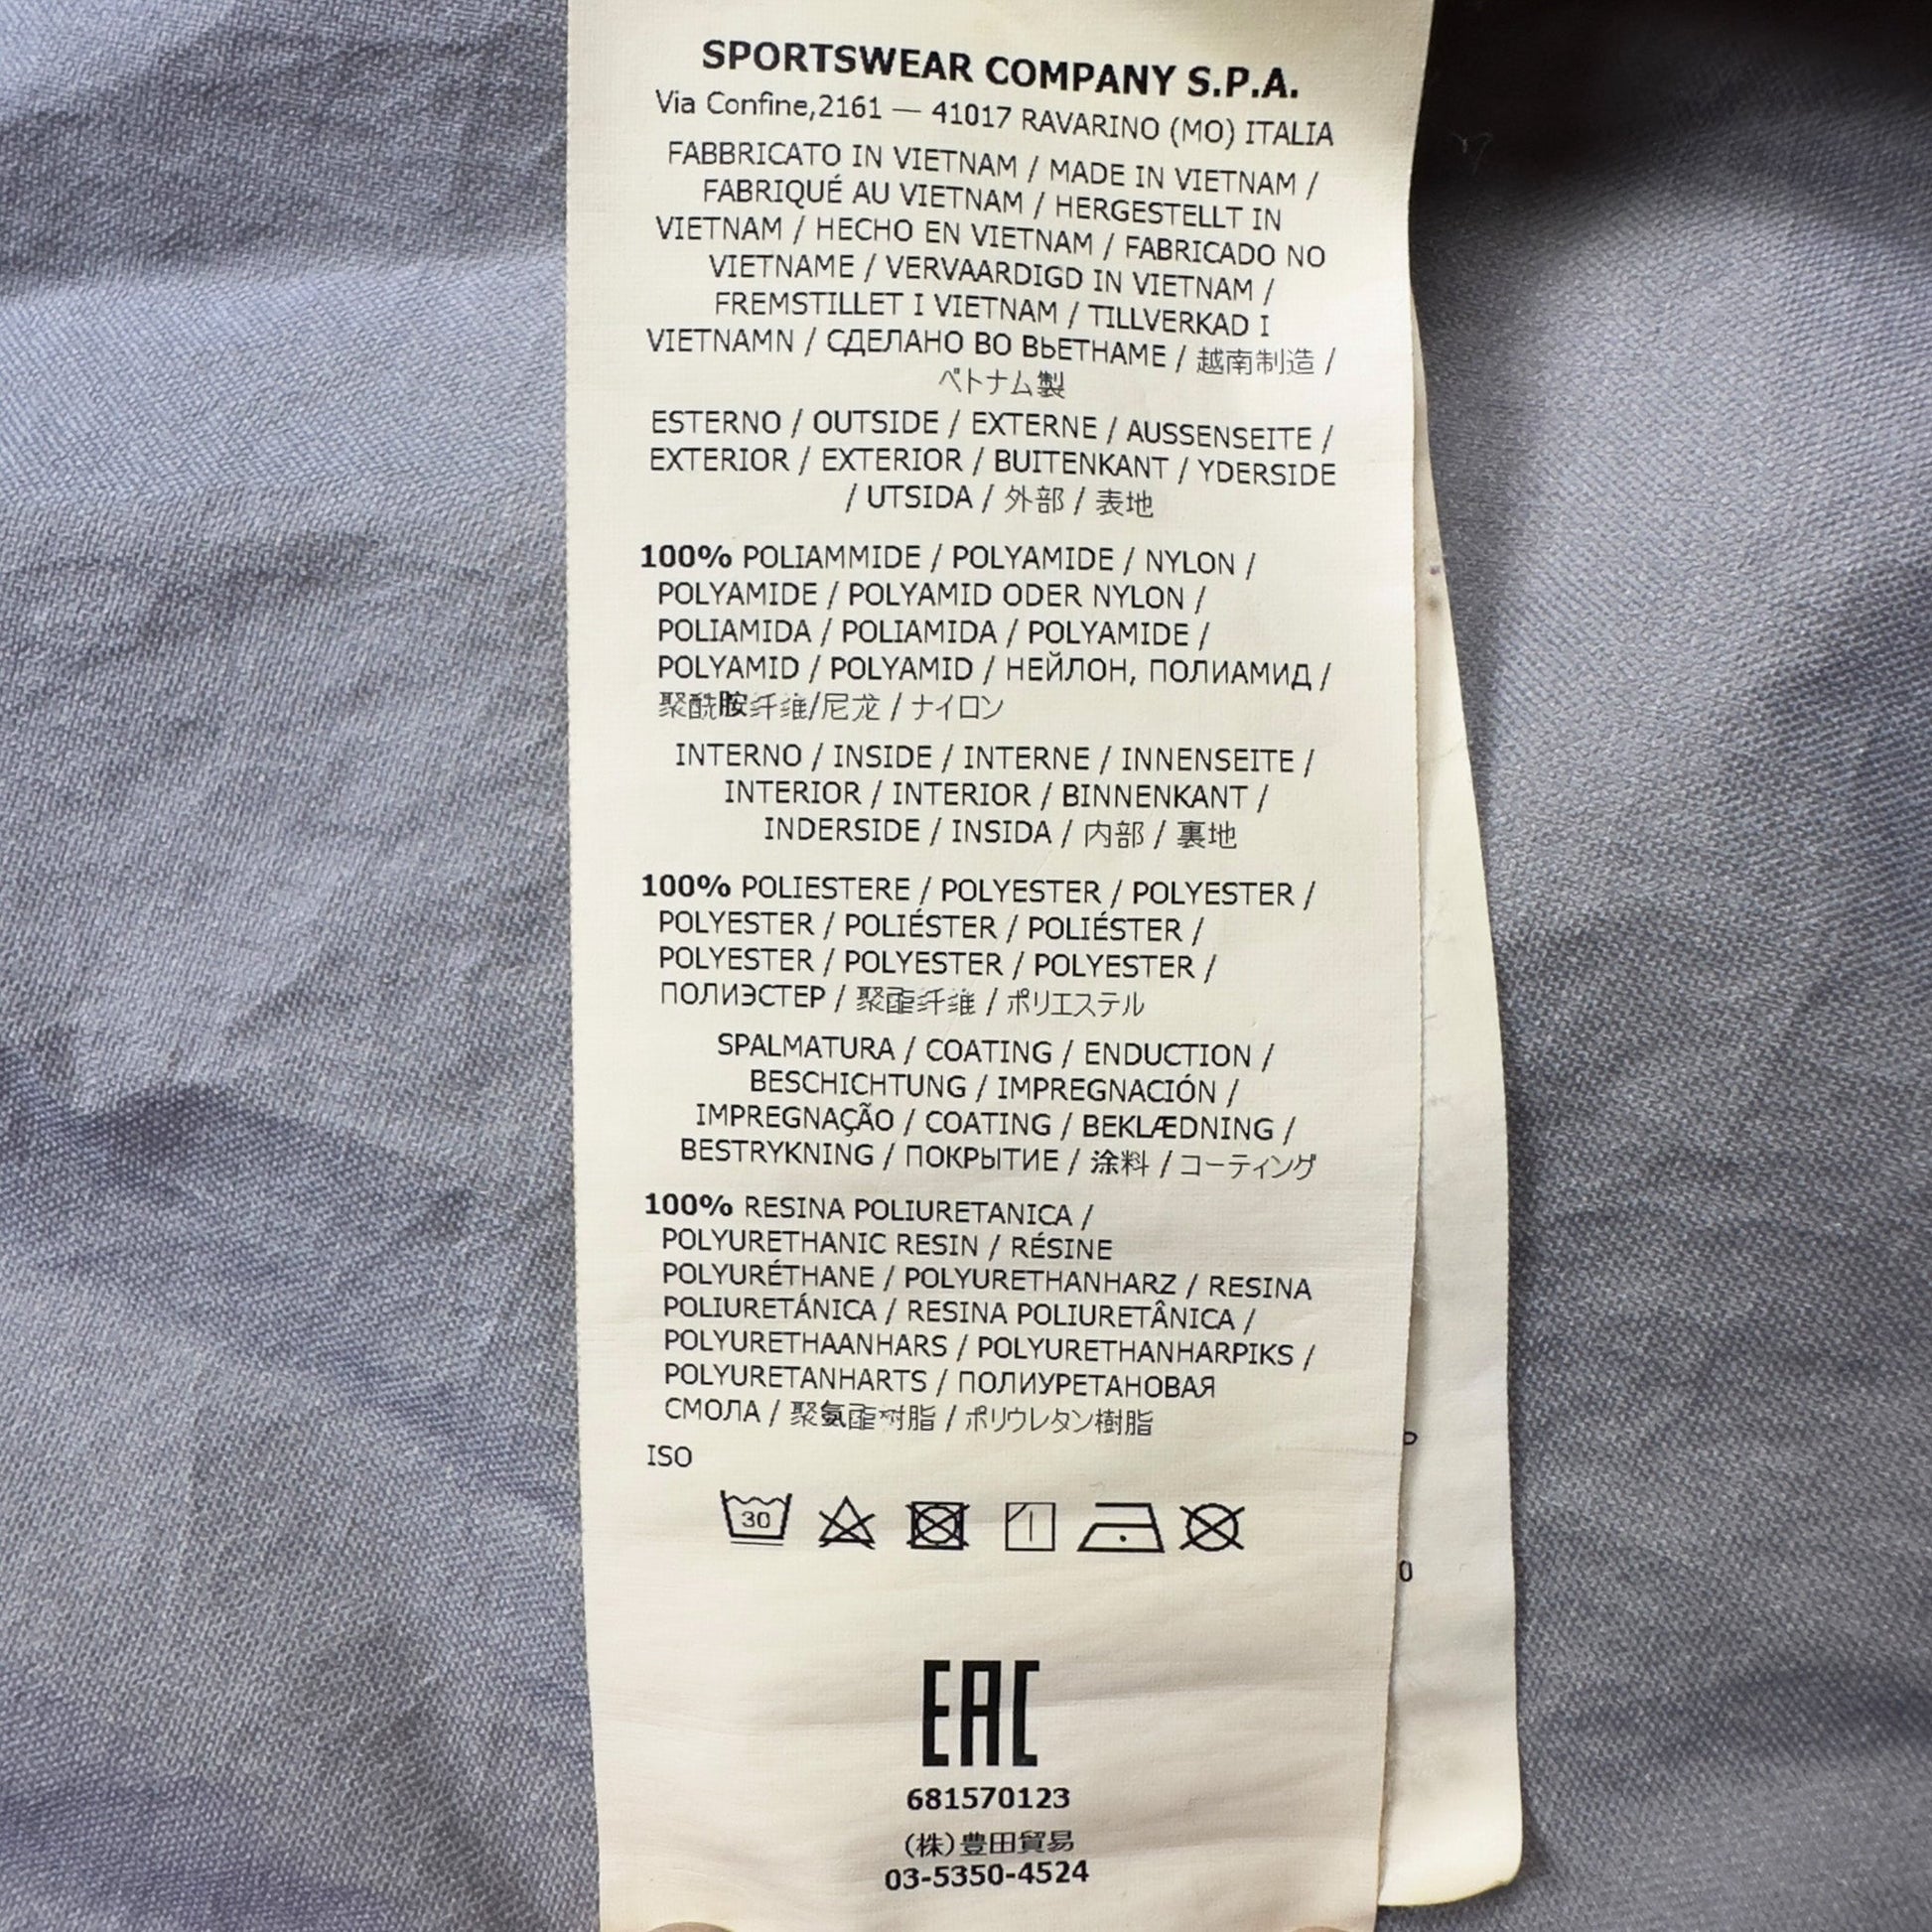 SPORTSWEAR COMPANY S.P.A.
Via Confine,2161 — 41017 RAVARINO (MO) ITALIA
FABBRICATO IN VIETNAM / MADE IN VIETNAM /
FABRIQUÉ AU VIETNAM / HERGESTELLT IN
VIETNAM / HECHO EN VIETNAM / FABRICADO NO
VIETNAME / VERVAARDIGD IN VIETNAM /
FREMSTILLET I VIETNAM / TILLVERKAD I
VIETNAMN / СДЕЛАНО ВО ВЬЕТНАМЕ / 越南制造 /
ベトナム製
ESTERNO / OUTSIDE / EXTERNE / AUSSENSEITE /
EXTERIOR / EXTERIOR / BUITENKANT / YDERSIDE
/ UTSIDA / 外部 / 表地
100% POLIAMMIDE / POLYAMIDE / NYLON /
POLYAMIDE / POLYAMID ODER NYLON /
POLIAMIDA / POLIAMIDA / POLYAMIDE /
POLYAMID / POLYAMID / НЕЙЛОН, ПОЛИАМИД /
聚酰胺纤维/尼龙 / ナイロン
INTERNO / INSIDE / INTERNE / INNENSEITE /
INTERIOR / INTERIOR / BINNENKANT /
INDERSIDE / INSIDA / 内部 / 裏地
100% POLIESTERE / POLYESTER / POLYESTER /
POLYESTER / POLIÉSTER / POLIÉSTER /
POLYESTER / POLYESTER / POLYESTER /
ПОЛИЭСТЕР / 聚酯纤维 / ポリエステル
SPALMATURA / COATING / ENDUCTION /
BESCHICHTUNG / IMPREGNACIÓN /
IMPREGNAÇÃO / COATING / BEKLÆDNING /
BESTRYKNING / ПОКРЫТИЕ / 涂料 / コーティング
100% RESINA POLIURETANICA /
POLYURETHANIC RESIN / RÉSINE
POLYURÉTHANE / POLYURETHANHARZ / RESINA
POLIURETÁNICA / RESINA POLIURETÂNICA /
POLYURETHAANHARS / POLYURETHANHARPIKS /
POLYURETANHARTS / ПОЛИУРЕТАНОВАЯ
СМОЛА / 聚氨酯树脂 / ポリウレタン樹脂
ISO
30
EAC
681570123
(株)豊田貿易
03-5350-4524